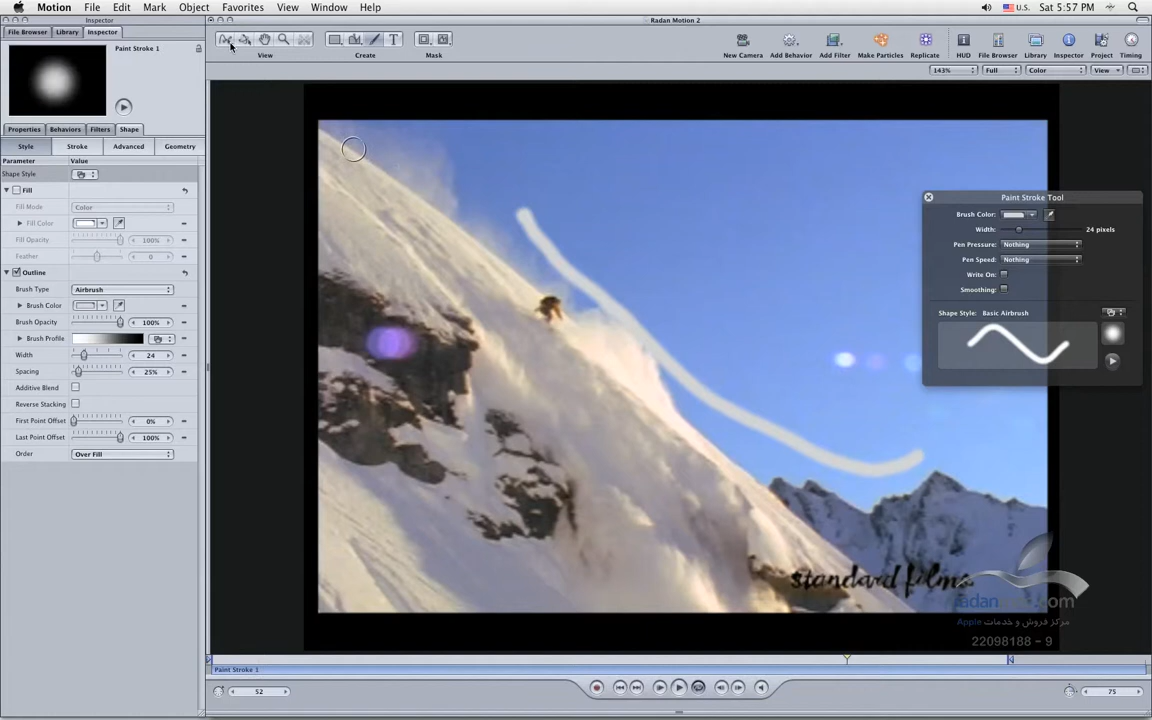 Motion File Edit Mark Object Favorites View Window Help
U.S. Sat 5:57 PM
Inspector
Radan Motion 2
File Browser Library Inspector
Paint Stroke 1
View Create Mask
New Camera Add Behavior Add Filter Make Particles Replicate HUD File Browser Library Inspector Project Timing
143% Full Color View
Properties Behaviors Filters Shape
Style Stroke Advanced Geometry
Parameter Value
Shape Style
Fill
Fill Mode Color
Fill Color
Fill Opacity 100%
Feather 0
Outline
Brush Type Airbrush
Brush Color
Brush Opacity 100%
Brush Profile
Width 24
Spacing 25%
Additive Blend
Reverse Stacking
First Point Offset 0%
Last Point Offset 100%
Order Over Fill
Paint Stroke Tool
Brush Color:
Width: 24 pixels
Pen Pressure: Nothing
Pen Speed: Nothing
Write On:
Smoothing:
Shape Style: Basic Airbrush
standard films
مرکز فروش و خدمات Apple
22098188 - 9
Paint Stroke 1
52
75